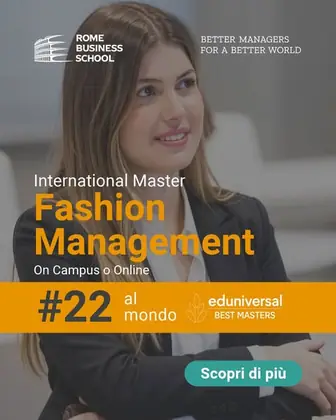 ROME
BUSINESS
SCHOOL
BETTER MANAGERS
FOR A BETTER WORLD
International Master
Fashion
Management
On Campus o Online
#22 al
mondo
eduniversal
BEST MASTERS
Scopri di più